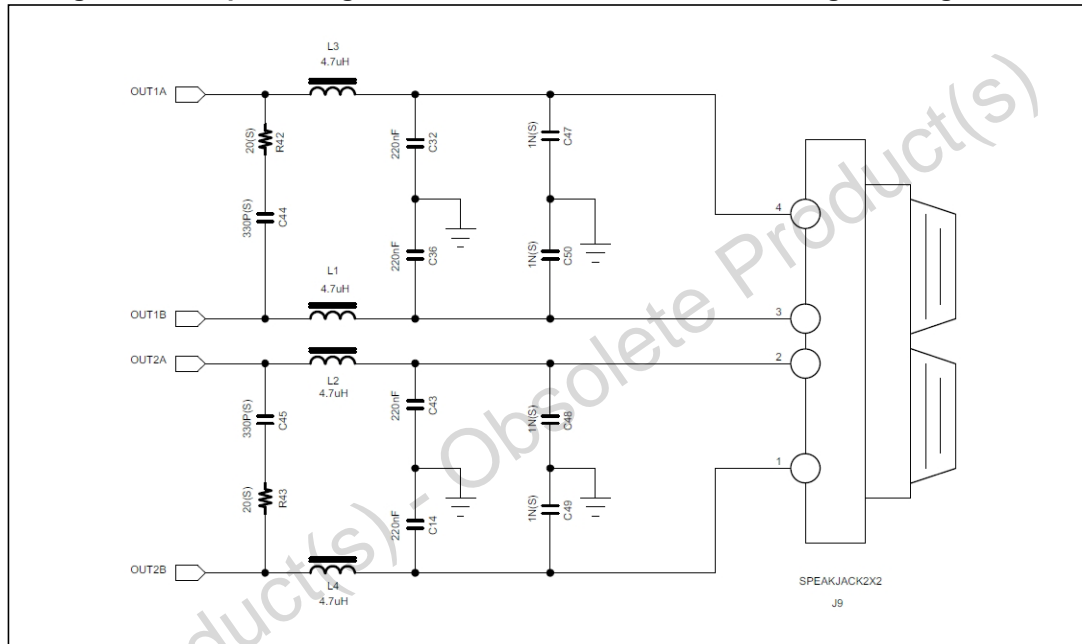 L3
4.7uH
OUT1A
20(S)
R42
330P(S)
C44
220nF
C32
220nF
C36
1N(S)
C47
1N(S)
C50
4
L1
4.7uH
OUT1B
3
OUT2A
2
L2
4.7uH
330P(S)
C45
20(S)
R43
220nF
C43
220nF
C14
1N(S)
C48
1N(S)
C49
1
OUT2B
L4
4.7uH
SPEAKJACK2X2
J9
duct(s) - Obsolete Product(s)